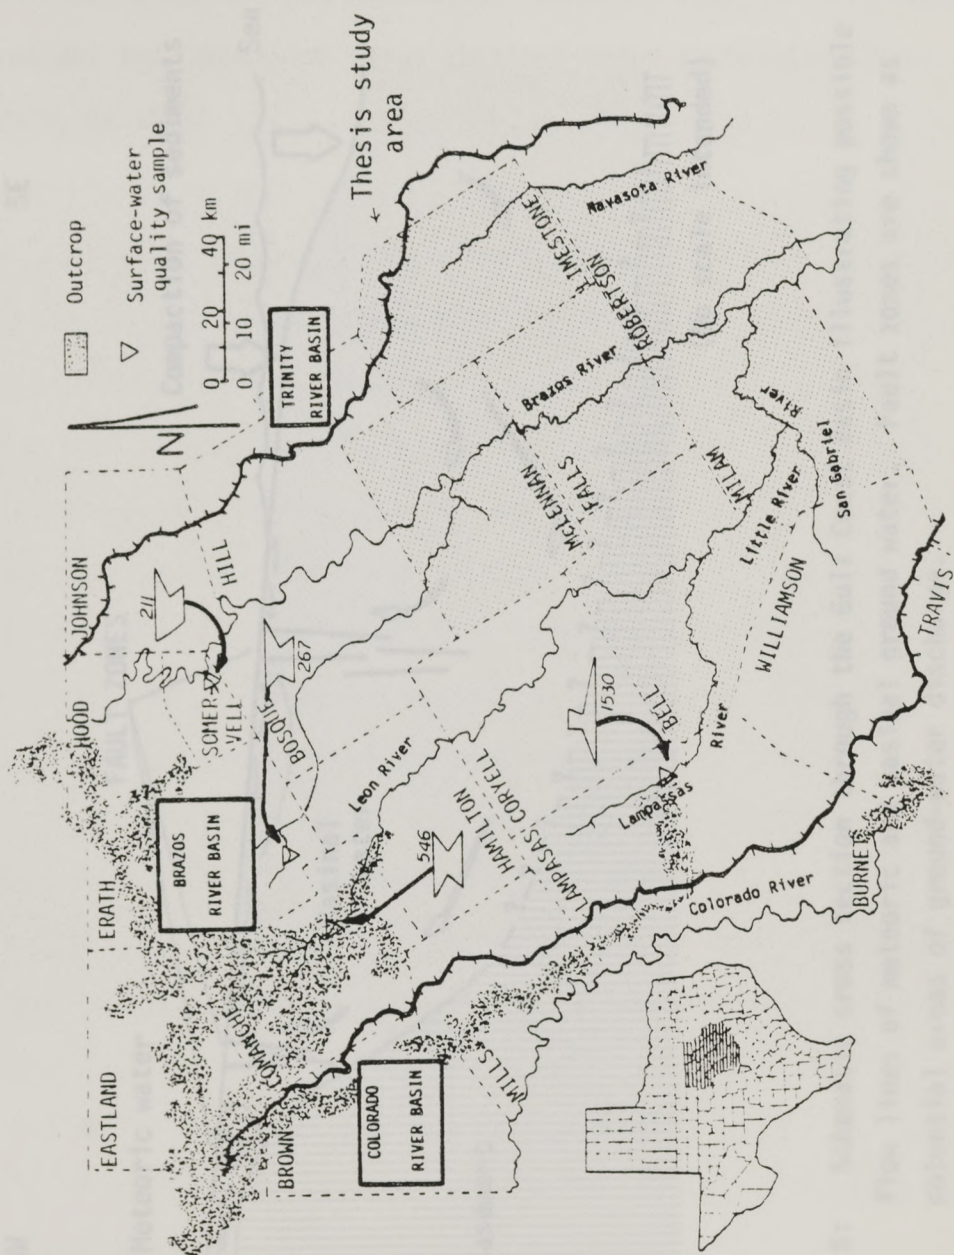 Outcrop
Surface-water
quality sample
0 20 40 km
0 10 20 mi
N
Thesis study
area
TRINITY
RIVER BASIN
BRAZOS
RIVER BASIN
COLORADO
RIVER BASIN
EASTLAND
ERATH
HOOD
JOHNSON
SOMER-
VELL
HILL
BOSQUE
COMANCHE
BROWN
HAMILTON
MILLS
LAMPASAS
CORYELL
MCLENNAN
LIMESTONE
FALLS
ROBERTSON
BELL
MILAM
WILLIAMSON
BURNET
TRAVIS
211
267
546
1530
Leon River
Brazos River
Navasota River
Little River
San Gabriel
River
Lampassas
River
Colorado River